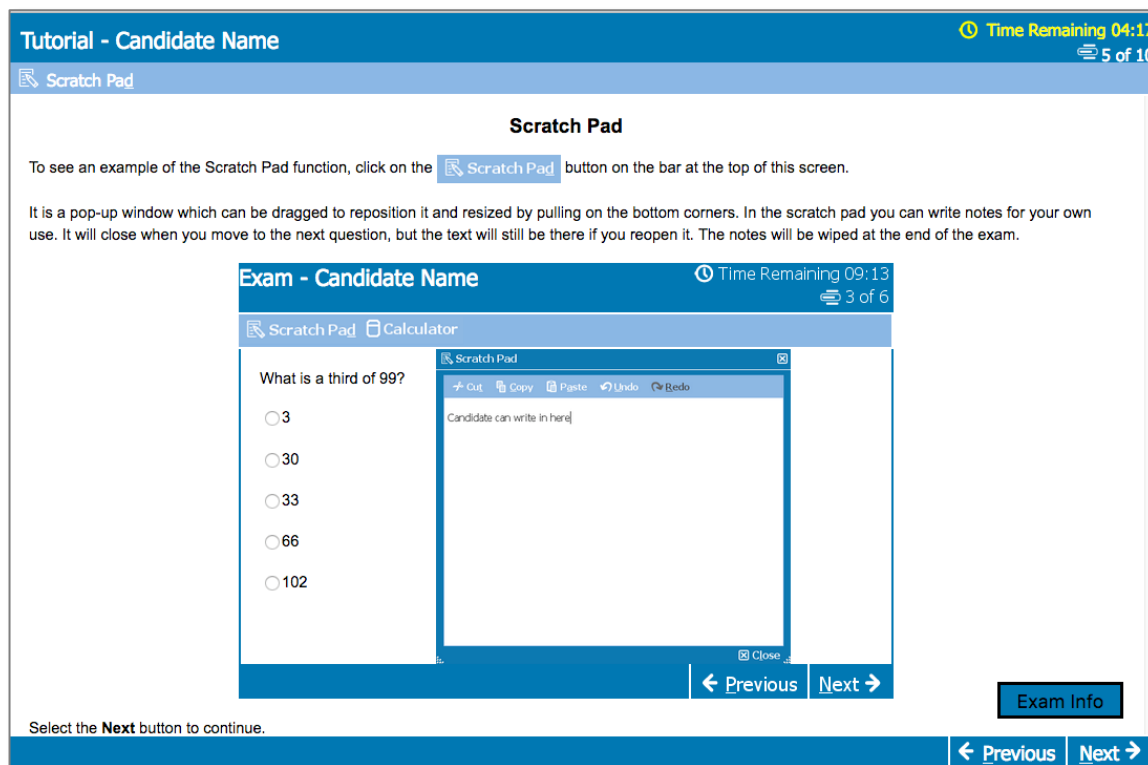 Tutorial - Candidate Name
Time Remaining 04:17
5 of 10
Scratch Pad
Scratch Pad
To see an example of the Scratch Pad function, click on the Scratch Pad button on the bar at the top of this screen.
It is a pop-up window which can be dragged to reposition it and resized by pulling on the bottom corners. In the scratch pad you can write notes for your own
use. It will close when you move to the next question, but the text will still be there if you reopen it. The notes will be wiped at the end of the exam.
Exam - Candidate Name
Time Remaining 09:13
3 of 6
Scratch Pad Calculator
Scratch Pad
Cut Copy Paste Undo Redo
Candidate can write in here
What is a third of 99?
3
30
33
66
102
Close
Previous Next
Exam Info
Select the Next button to continue.
Previous Next